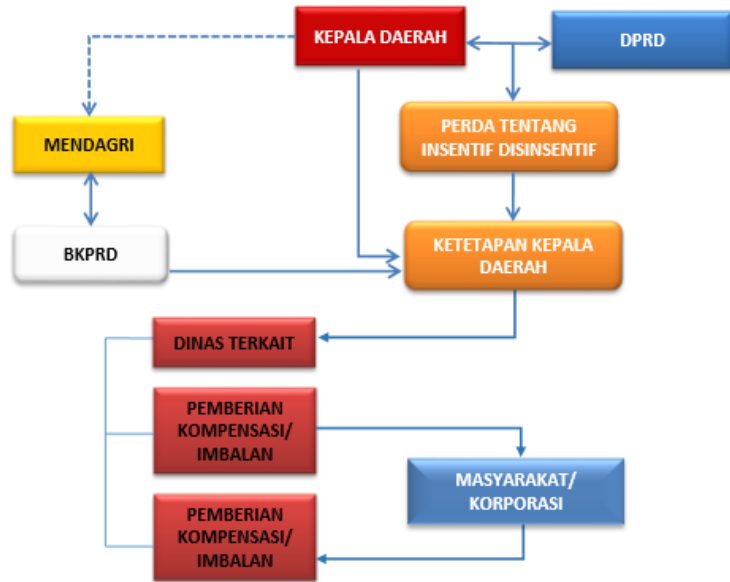 KEPALA DAERAH
DPRD
MENDAGRI
PERDA TENTANG
INSENTIF DISINSENTIF
BKPRD
KETETAPAN KEPALA
DAERAH
DINAS TERKAIT
PEMBERIAN
KOMPENSASI/
IMBALAN
MASYARAKAT/
KORPORASI
PEMBERIAN
KOMPENSASI/
IMBALAN